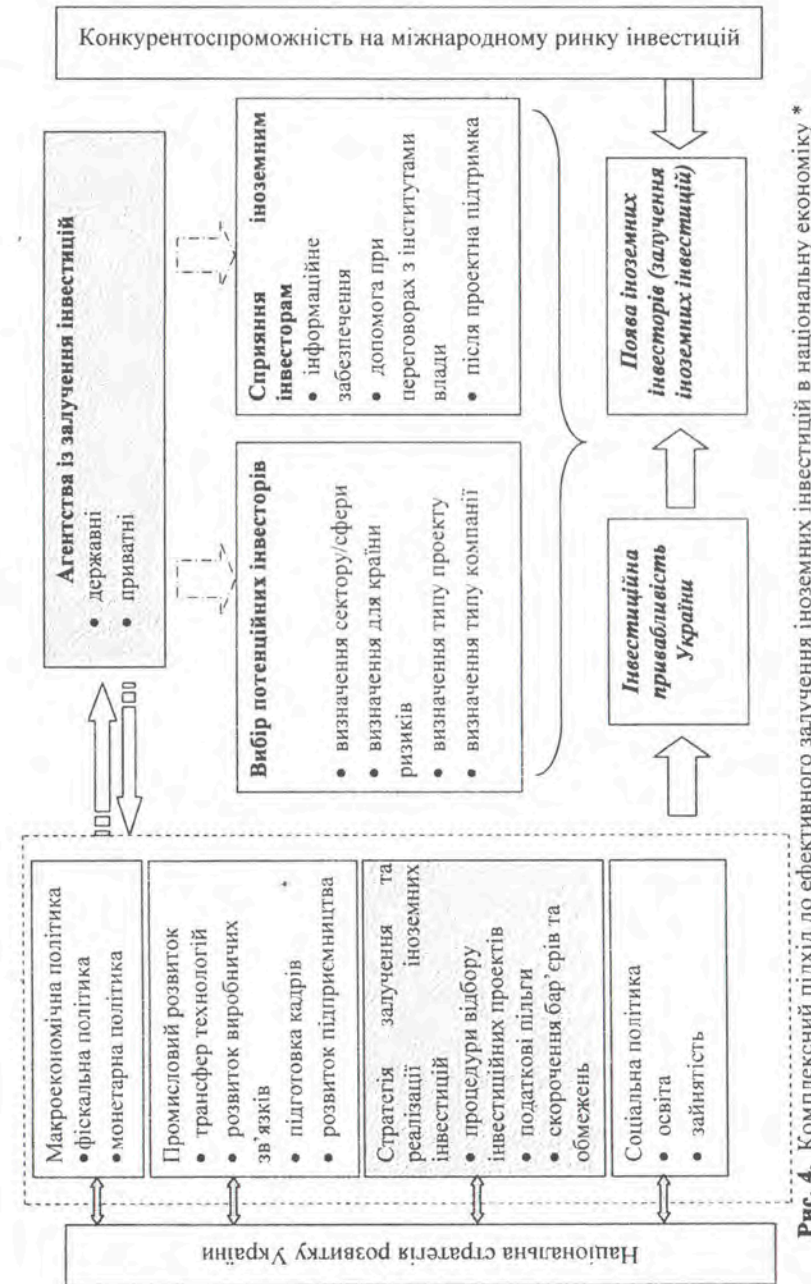 Національна стратегія розвитку України
Макроекономічна політика
• фіскальна політика
• монетарна політика
Промисловий розвиток
• трансфер технологій
• розвиток виробничих
зв’язків
• підготовка кадрів
• розвиток підприємництва
Стратегія залучення та
реалізації іноземних
інвестицій
• процедури відбору
інвестиційних проектів
• податкові пільги
• скорочення бар’єрів та
обмежень
Соціальна політика
• освіта
• зайнятість
Агентства із залучення інвестицій
• державні
• приватні
Вибір потенційних інвесторів
• визначення сектору/сфери
• визначення для країни
ризиків
• визначення типу проекту
• визначення типу компанії
Сприяння іноземним
інвесторам
• інформаційне
забезпечення
• допомога при
переговорах з інститутами
влади
• після проектна підтримка
Інвестиційна
привабливість
України
Поява іноземних
інвесторів (залучення
іноземних інвестицій)
Конкурентоспроможність на міжнародному ринку інвестицій
Рис. 4. Комплексний підхід до ефективного залучення іноземних інвестицій в національну економіку *